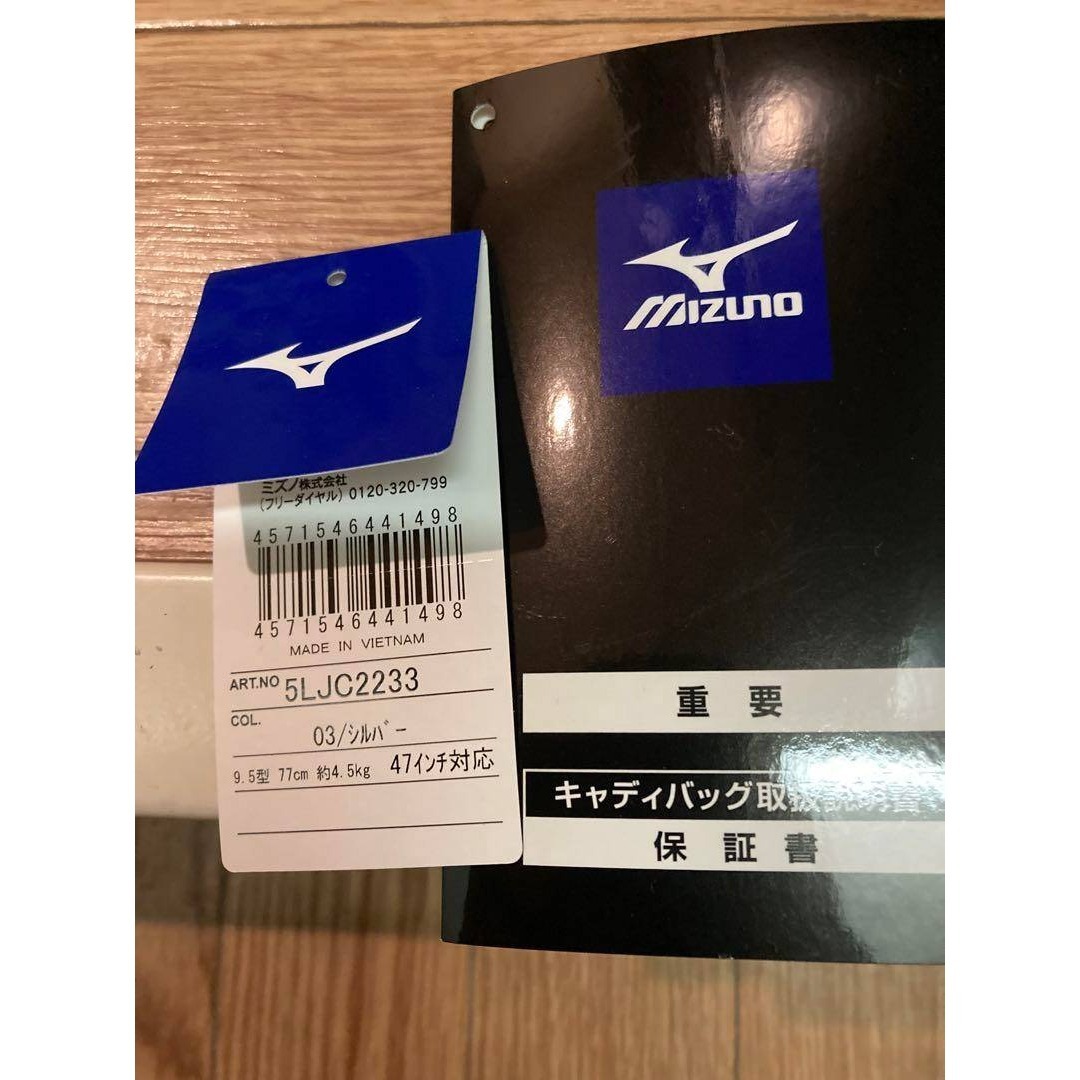 ミズノ株式会社
(フリーダイヤル) 0120-320-799
4571546441498
4571546441498
MADE IN VIETNAM
ART.NO 5LJC2233
COL.
03/シルバー
9.5型 77cm 約4.5kg 47インチ対応
MIZUNO
重要
キャディバッグ取扱説明書
保証書